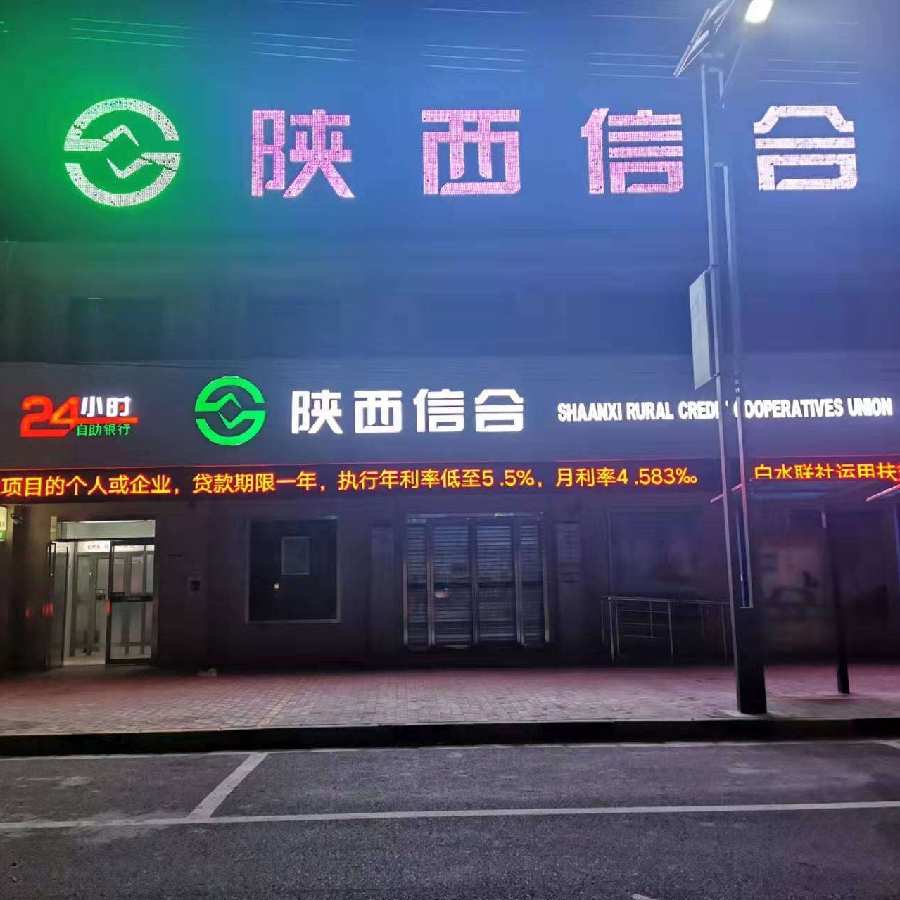 陕西信合
24小时
自助银行
陕西信合
SHAANXI RURAL CREDIT COOPERATIVES UNION
项目的个人或企业，贷款期限一年，执行年利率低至5.5%，月利率4.583‰ 白水联社运用扶